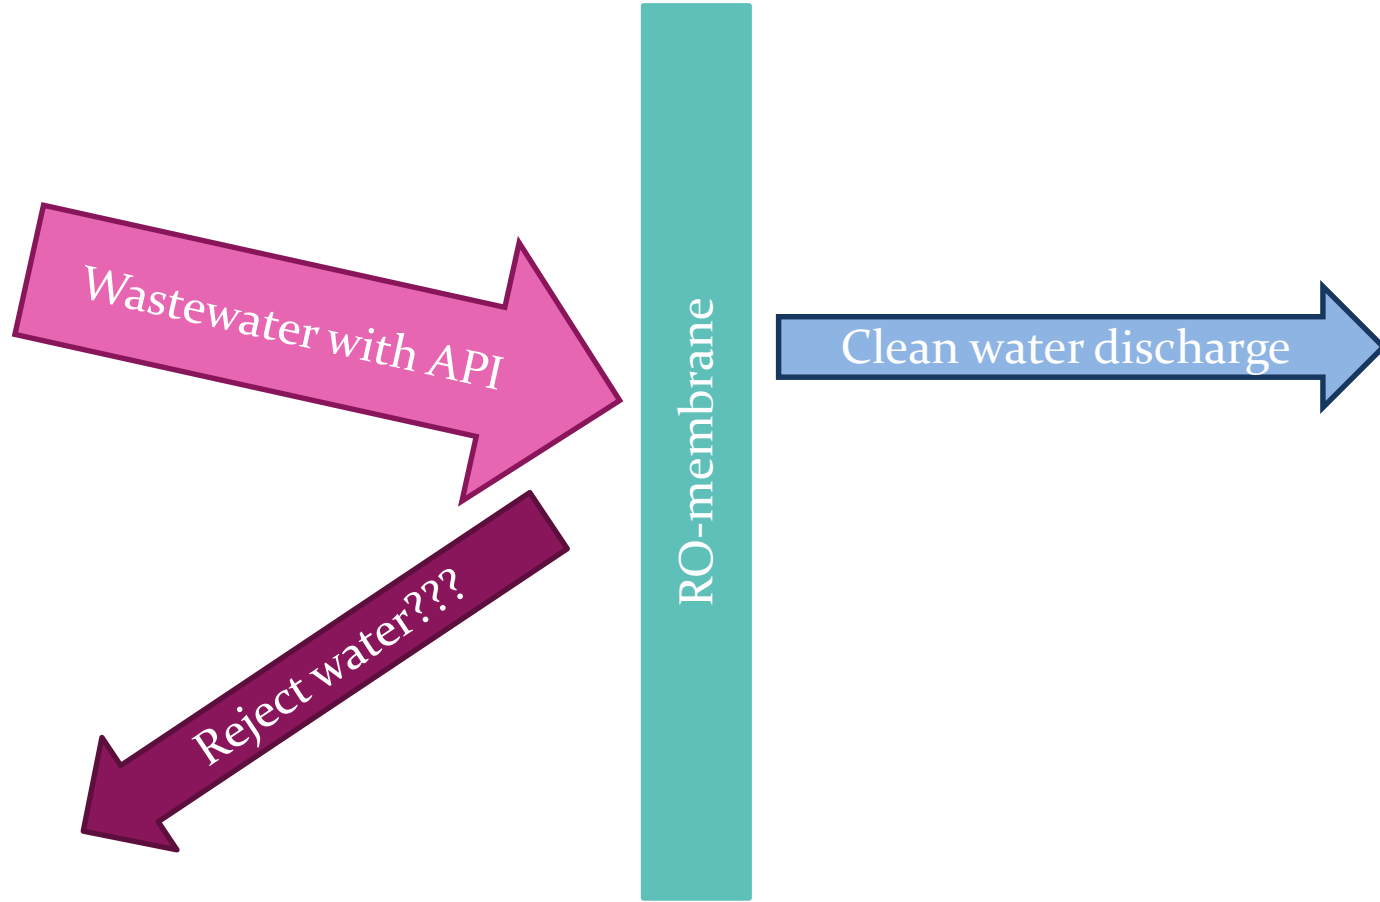 Wastewater with API
RO-membrane
Clean water discharge
Reject water???